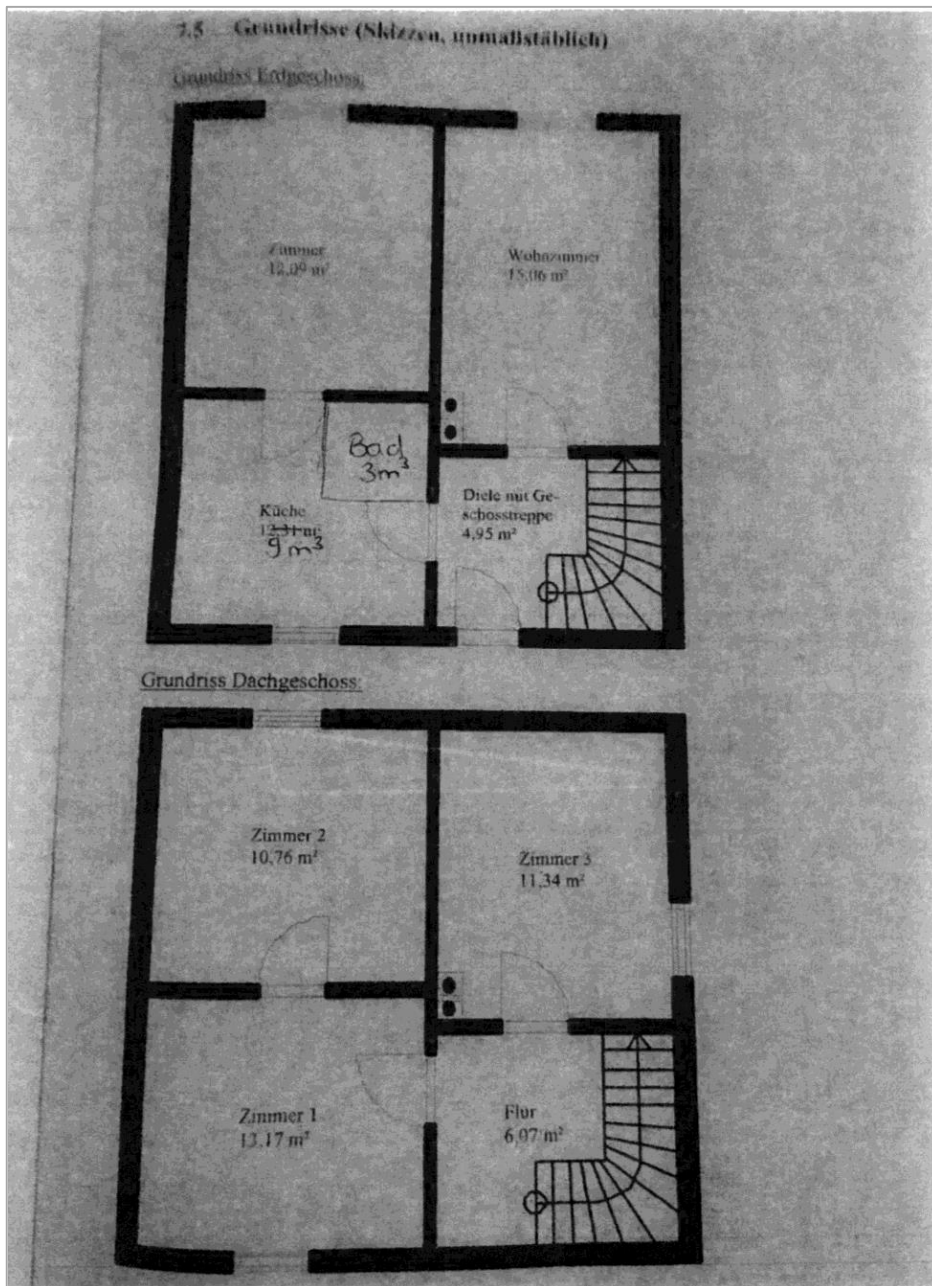 7.5 Grundrisse (Skizzen, unmaßstäblich)
Grundriss Erdgeschoss:
Zimmer
12,09 m²
Wohnzimmer
15,06 m²
Bad
3m³
Küche
12,31 m²
9 m³
Diele mit Ge-
schosstreppe
4,95 m²
Grundriss Dachgeschoss:
Zimmer 2
10,76 m²
Zimmer 3
11,34 m²
Zimmer 1
13,17 m²
Flur
6,07 m²